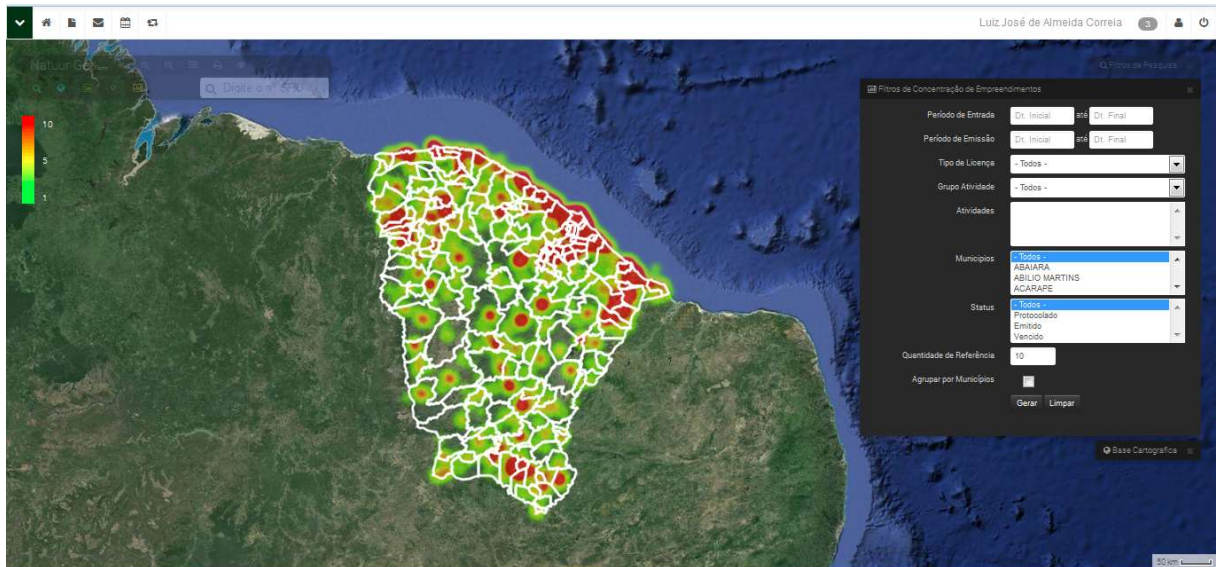 Luiz José de Almeida Correia 3
Natuur
Digite o nº SPU
Filtros de Pesquisa
10
5
1
Filtros de Concentração de Empreendimentos
Período de Entrada Dt. Inicial até Dt. Final
Período de Emissão Dt. Inicial até Dt. Final
Tipo de Licença - Todos -
Grupo Atividade - Todos -
Atividades
Municípios - Todos -
ABAIARA
ABILIO MARTINS
ACARAPE
Status - Todos -
Protocolado
Emitido
Vencido
Quantidade de Referência 10
Agrupar por Municípios
Gerar Limpar
Base Cartografica
50 km